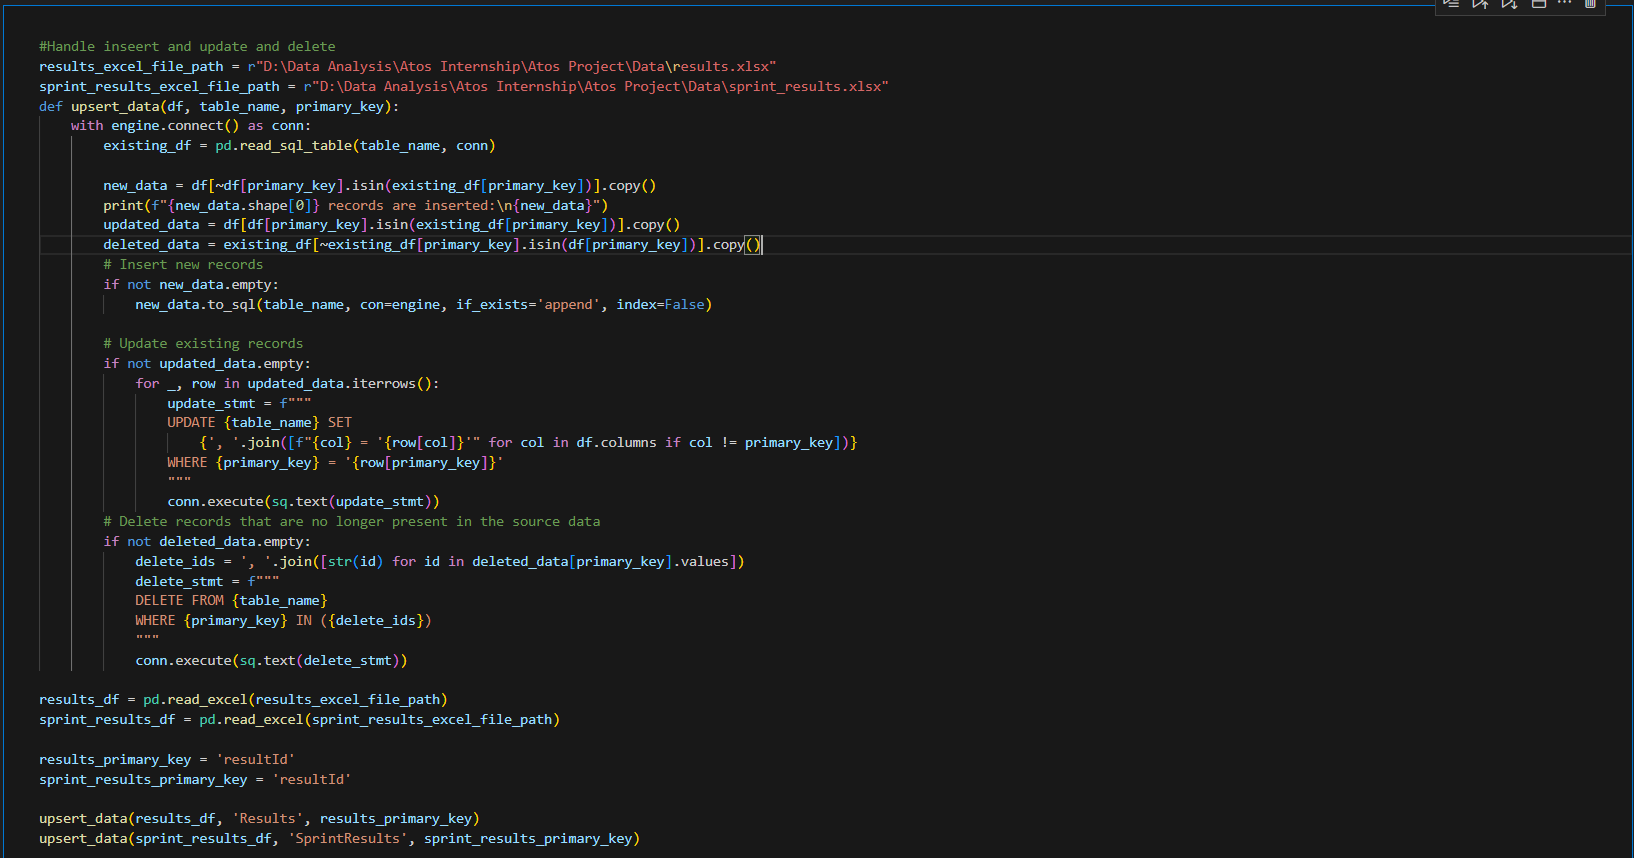 #Handle inseert and update and delete
results_excel_file_path = r"D:\Data Analysis\Atos Internship\Atos Project\Data\results.xlsx"
sprint_results_excel_file_path = r"D:\Data Analysis\Atos Internship\Atos Project\Data\sprint_results.xlsx"
def upsert_data(df, table_name, primary_key):
    with engine.connect() as conn:
        existing_df = pd.read_sql_table(table_name, conn)

        new_data = df[~df[primary_key].isin(existing_df[primary_key])].copy()
        print(f"{new_data.shape[0]} records are inserted:\n{new_data}")
        updated_data = df[df[primary_key].isin(existing_df[primary_key])].copy()
        deleted_data = existing_df[~existing_df[primary_key].isin(df[primary_key])].copy()
        # Insert new records
        if not new_data.empty:
            new_data.to_sql(table_name, con=engine, if_exists='append', index=False)

        # Update existing records
        if not updated_data.empty:
            for _, row in updated_data.iterrows():
                update_stmt = f"""
                UPDATE {table_name} SET
                    {', '.join([f"{col} = '{row[col]}'" for col in df.columns if col != primary_key])}
                WHERE {primary_key} = '{row[primary_key]}'
                """
                conn.execute(sq.text(update_stmt))
        # Delete records that are no longer present in the source data
        if not deleted_data.empty:
            delete_ids = ', '.join([str(id) for id in deleted_data[primary_key].values])
            delete_stmt = f"""
            DELETE FROM {table_name}
            WHERE {primary_key} IN ({delete_ids})
            """
            conn.execute(sq.text(delete_stmt))

results_df = pd.read_excel(results_excel_file_path)
sprint_results_df = pd.read_excel(sprint_results_excel_file_path)

results_primary_key = 'resultId'
sprint_results_primary_key = 'resultId'

upsert_data(results_df, 'Results', results_primary_key)
upsert_data(sprint_results_df, 'SprintResults', sprint_results_primary_key)